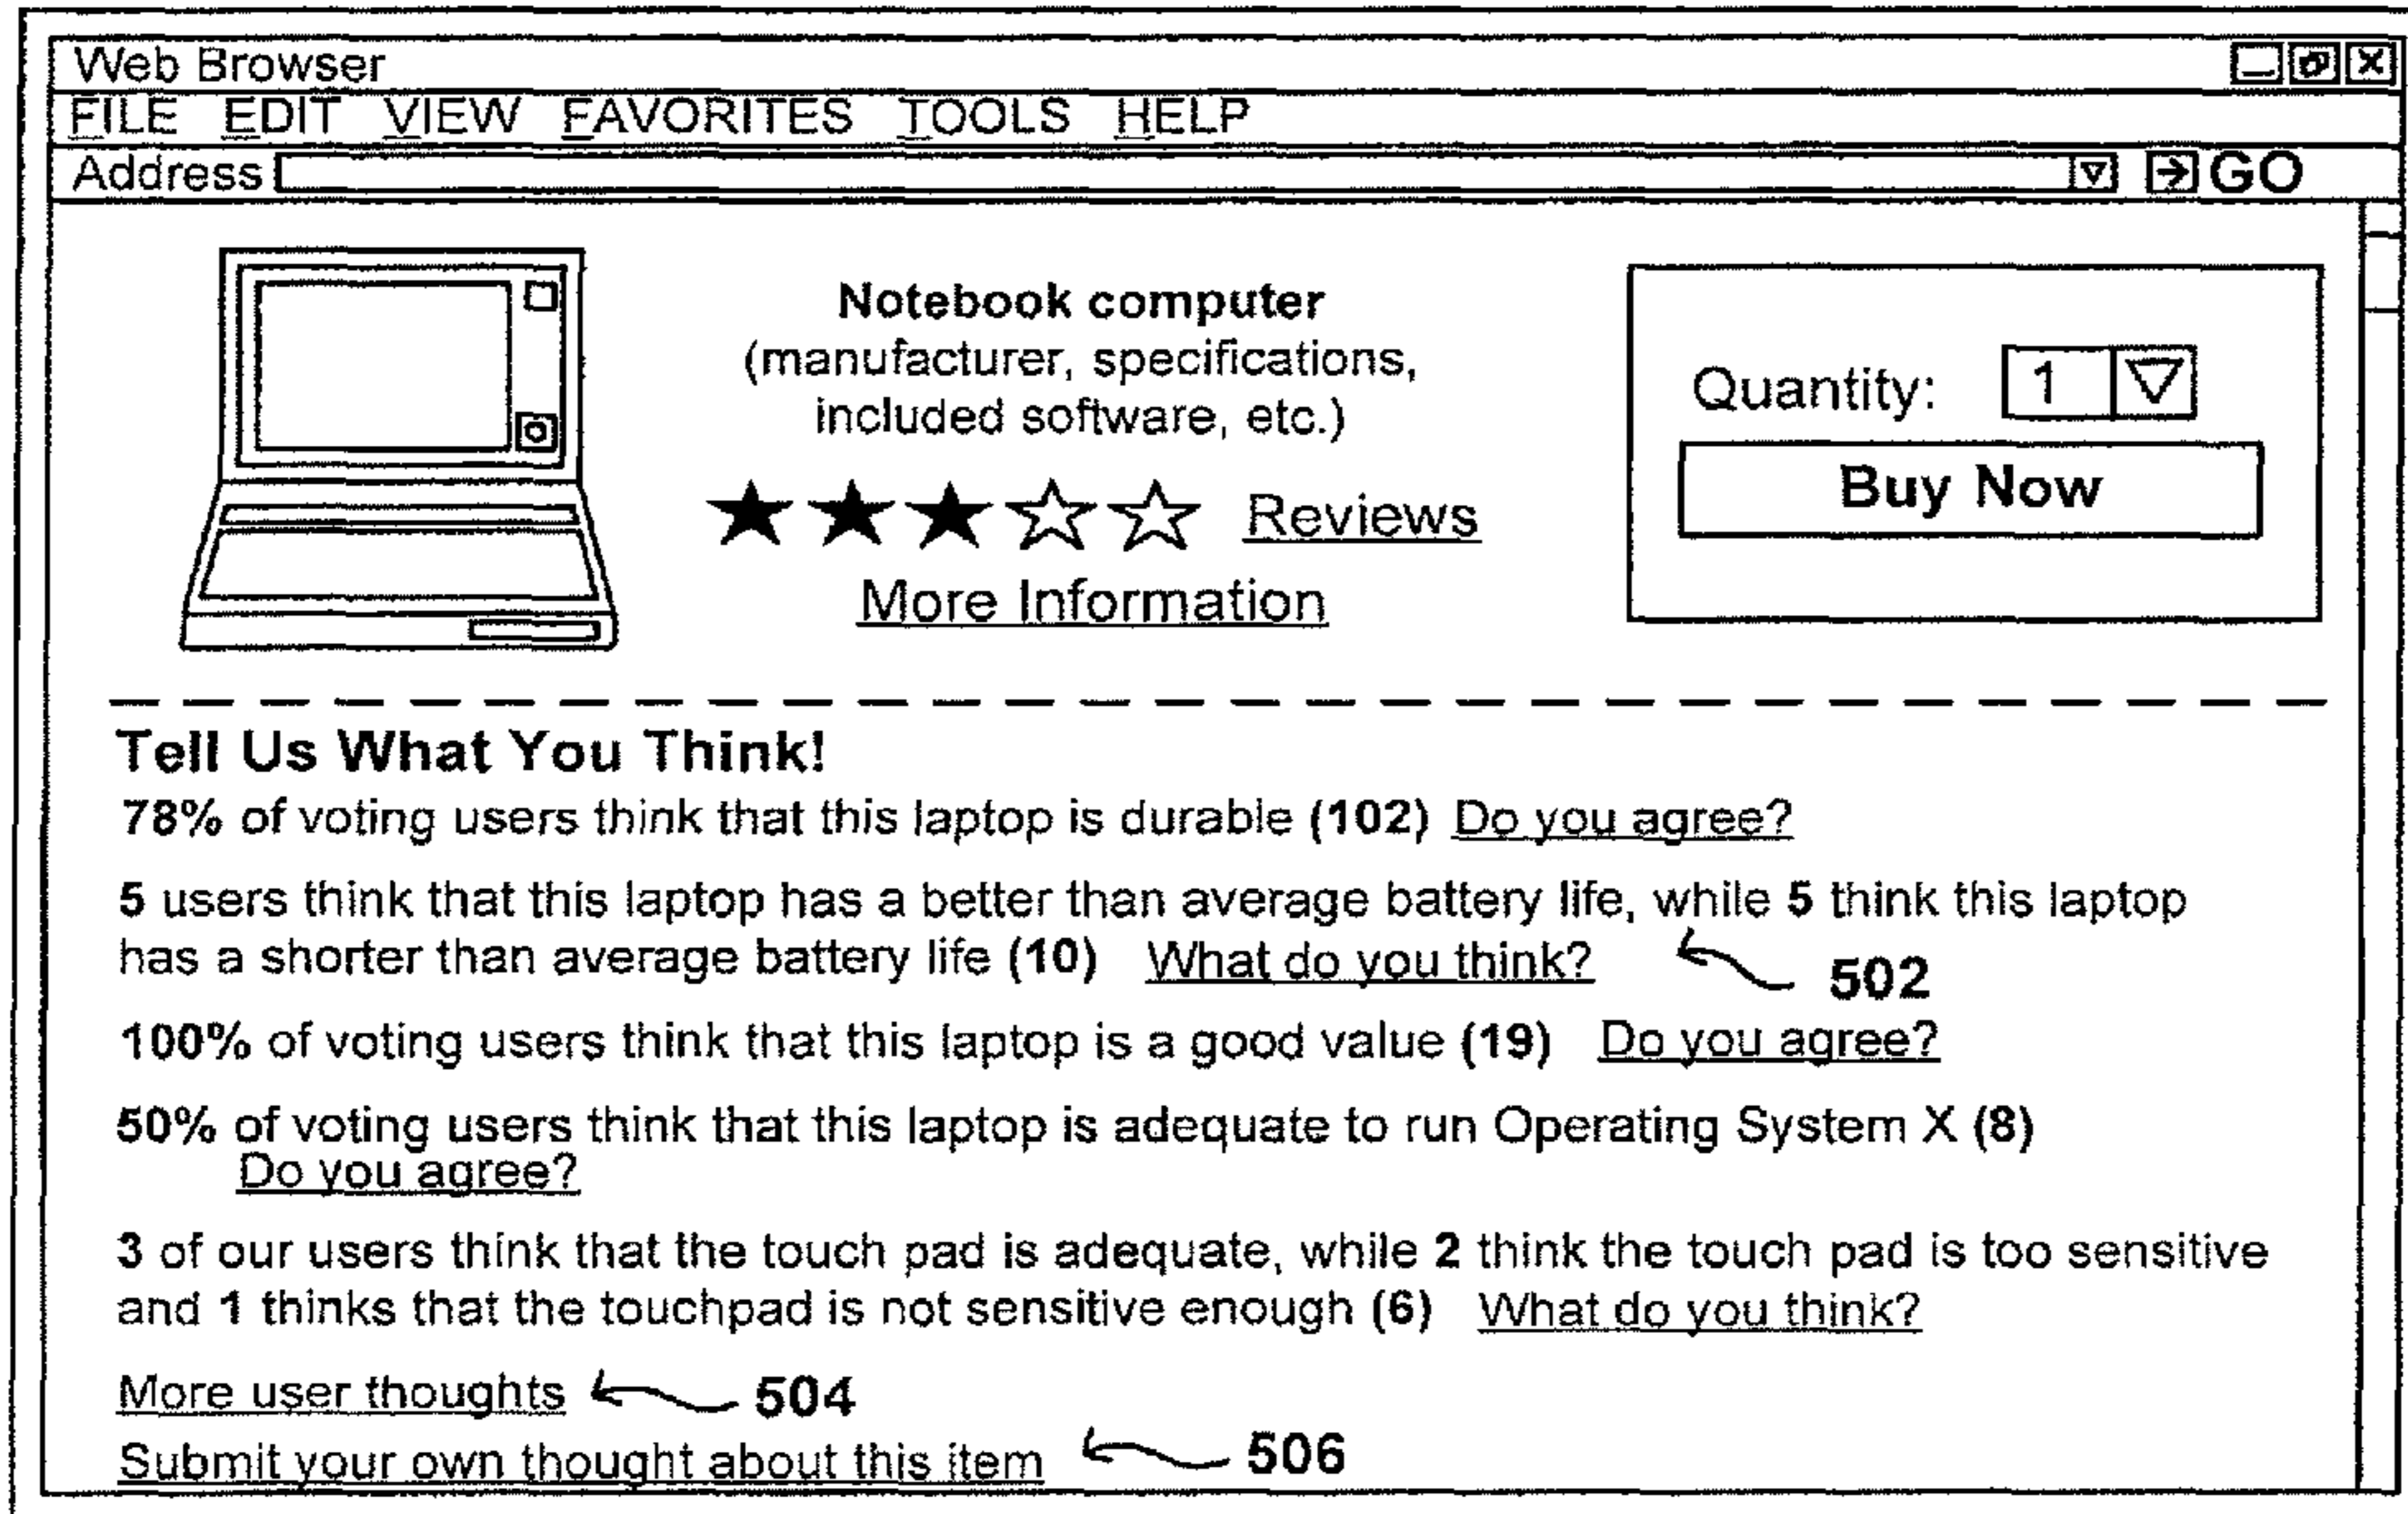 Web Browser
FILE EDIT VIEW FAVORITES TOOLS HELP
Address GO
Notebook computer
(manufacturer, specifications,
included software, etc.)
Reviews
More Information
Quantity: 1
Buy Now
Tell Us What You Think!
78% of voting users think that this laptop is durable (102) Do you agree?
5 users think that this laptop has a better than average battery life, while 5 think this laptop
has a shorter than average battery life (10) What do you think? 502
100% of voting users think that this laptop is a good value (19) Do you agree?
50% of voting users think that this laptop is adequate to run Operating System X (8)
Do you agree?
3 of our users think that the touch pad is adequate, while 2 think the touch pad is too sensitive
and 1 thinks that the touchpad is not sensitive enough (6) What do you think?
More user thoughts 504
Submit your own thought about this item 506